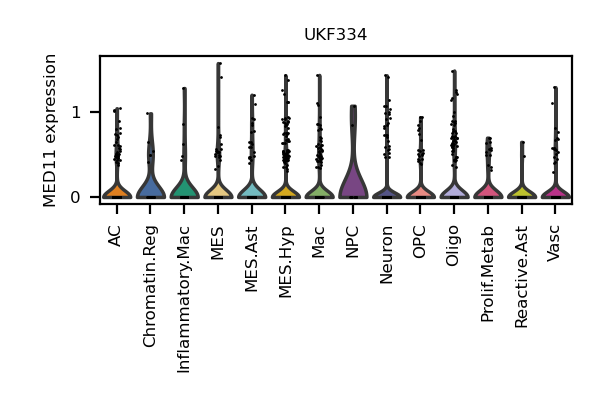 UKF334
MED11 expression
1
0
AC
Chromatin.Reg
Inflammatory.Mac
MES
MES.Ast
MES.Hyp
Mac
NPC
Neuron
OPC
Oligo
Prolif.Metab
Reactive.Ast
Vasc